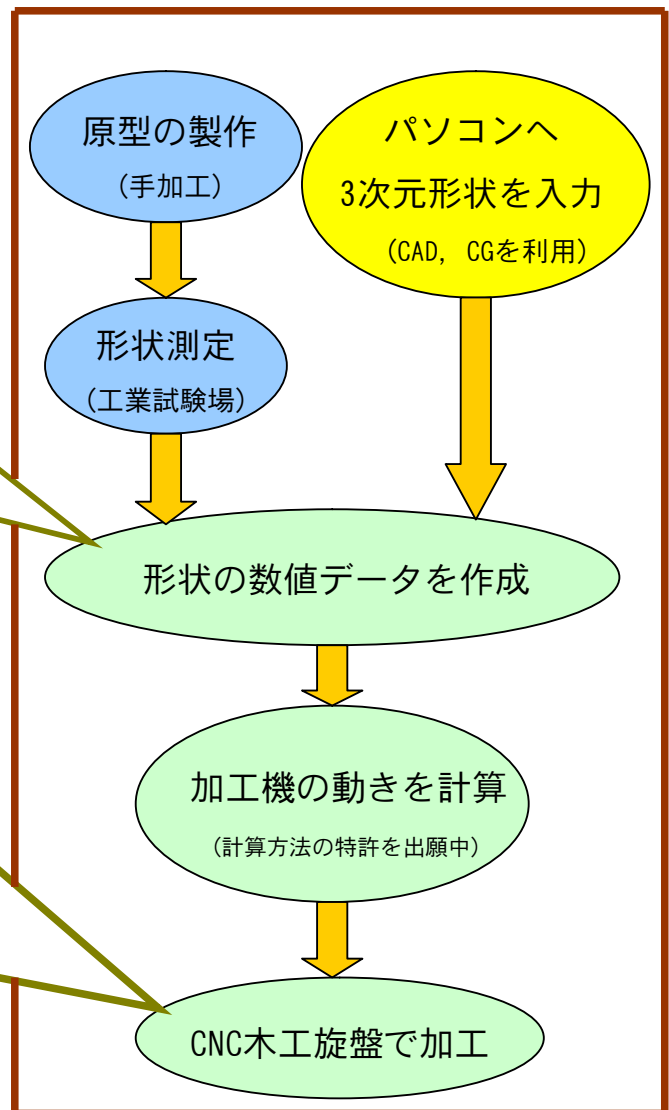 原型の製作
(手加工)
パソコンへ
3次元形状を入力
(CAD, CGを利用)
形状測定
(工業試験場)
形状の数値データを作成
加工機の動きを計算
(計算方法の特許を出願中)
CNC木工旋盤で加工